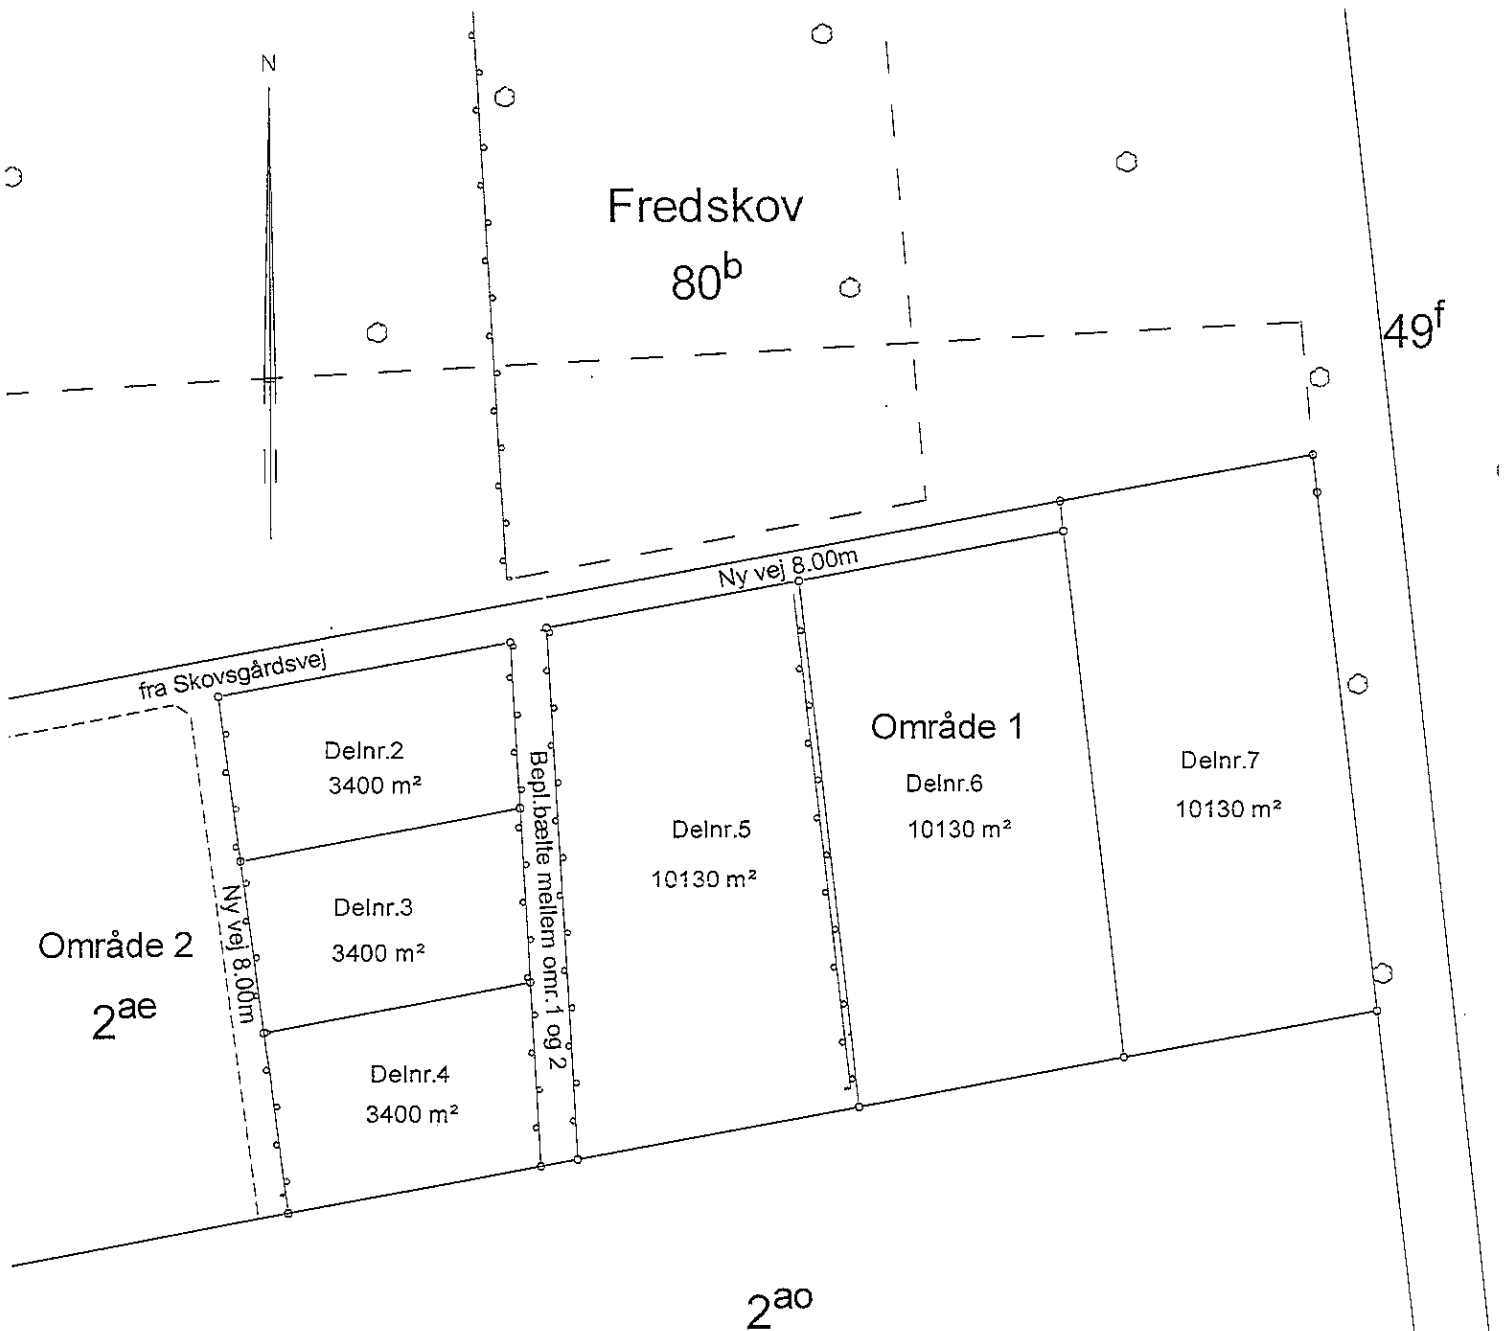 N
Fredskov
80ᵇ
49ᶠ
Ny vej 8.00m
fra Skovsgårdsvej
Delnr.2
3400 m²
Område 1
Delnr.6
10130 m²
Delnr.7
10130 m²
Delnr.5
10130 m²
Bepl.bælte mellem omr.1 og 2
Delnr.3
3400 m²
Ny vej 8.00m
Område 2
2ᵃᵉ
Delnr.4
3400 m²
2ᵃᵒ